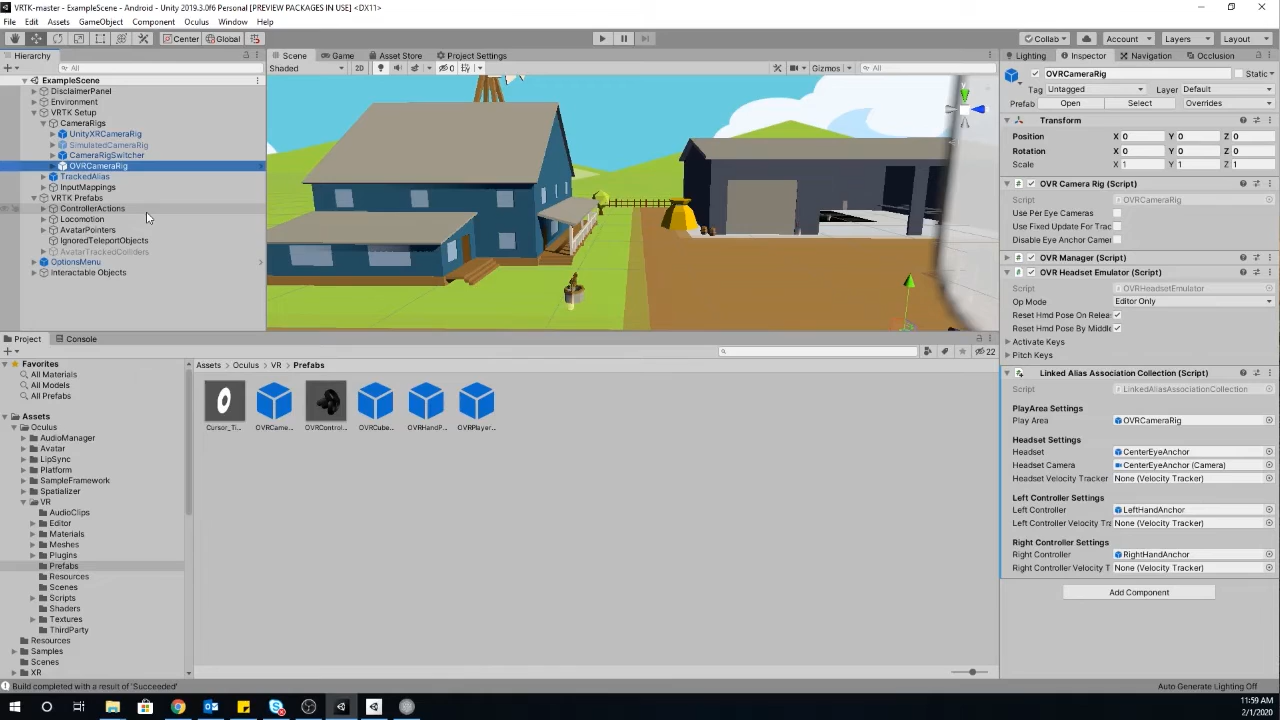 VRTK-master - ExampleScene - Android - Unity 2019.3.0f6 Personal [PREVIEW PACKAGES IN USE] <DX11>
File Edit Assets GameObject Component Oculus Window Help
Center Global Collab Account Layers Layout
Hierarchy
All
ExampleScene
DisclaimerPanel
Environment
VRTK Setup
CameraRigs
UnityXRCameraRig
SimulatedCameraRig
CameraRigSwitcher
OVRCameraRig
TrackedAlias
InputMappings
VRTK Prefabs
ControllerActions
Locomotion
AvatarPointers
IgnoredTeleportObjects
AvatarTrackedColliders
OptionsMenu
Interactable Objects
Scene Game Asset Store Project Settings
Shaded 2D 0 Gizmos All
Lighting Inspector Navigation Occlusion
OVRCameraRig Static
Tag Untagged Layer Default
Prefab Open Select Overrides
Transform
Position X 0 Y 0 Z 0
Rotation X 0 Y 0 Z 0
Scale X 1 Y 1 Z 1
OVR Camera Rig (Script)
Script OVRCameraRig
Use Per Eye Cameras
Use Fixed Update For Trac
Disable Eye Anchor Camer
OVR Manager (Script)
OVR Headset Emulator (Script)
Script OVRHeadsetEmulator
Op Mode Editor Only
Reset Hmd Pose On Relea
Reset Hmd Pose By Middle
Activate Keys
Pitch Keys
Linked Alias Association Collection (Script)
Script LinkedAliasAssociationCollection
PlayArea Settings
Play Area OVRCameraRig
Headset Settings
Headset CenterEyeAnchor
Headset Camera CenterEyeAnchor (Camera)
Headset Velocity Tracker None (Velocity Tracker)
Left Controller Settings
Left Controller LeftHandAnchor
Left Controller Velocity Tra None (Velocity Tracker)
Right Controller Settings
Right Controller RightHandAnchor
Right Controller Velocity T None (Velocity Tracker)
Add Component
Project Console
22
Favorites
All Materials
All Models
All Prefabs
Assets
Oculus
AudioManager
Avatar
LipSync
Platform
SampleFramework
Spatializer
VR
AudioClips
Editor
Materials
Meshes
Plugins
Prefabs
Resources
Scenes
Scripts
Shaders
Textures
ThirdParty
Resources
Samples
Scenes
XR
Assets > Oculus > VR > Prefabs
Cursor_Ti... OVRCame... OVRControl... OVRCube... OVRHandP... OVRPlayer...
Build completed with a result of 'Succeeded'
Auto Generate Lighting Off
11:59 AM
2/1/2020